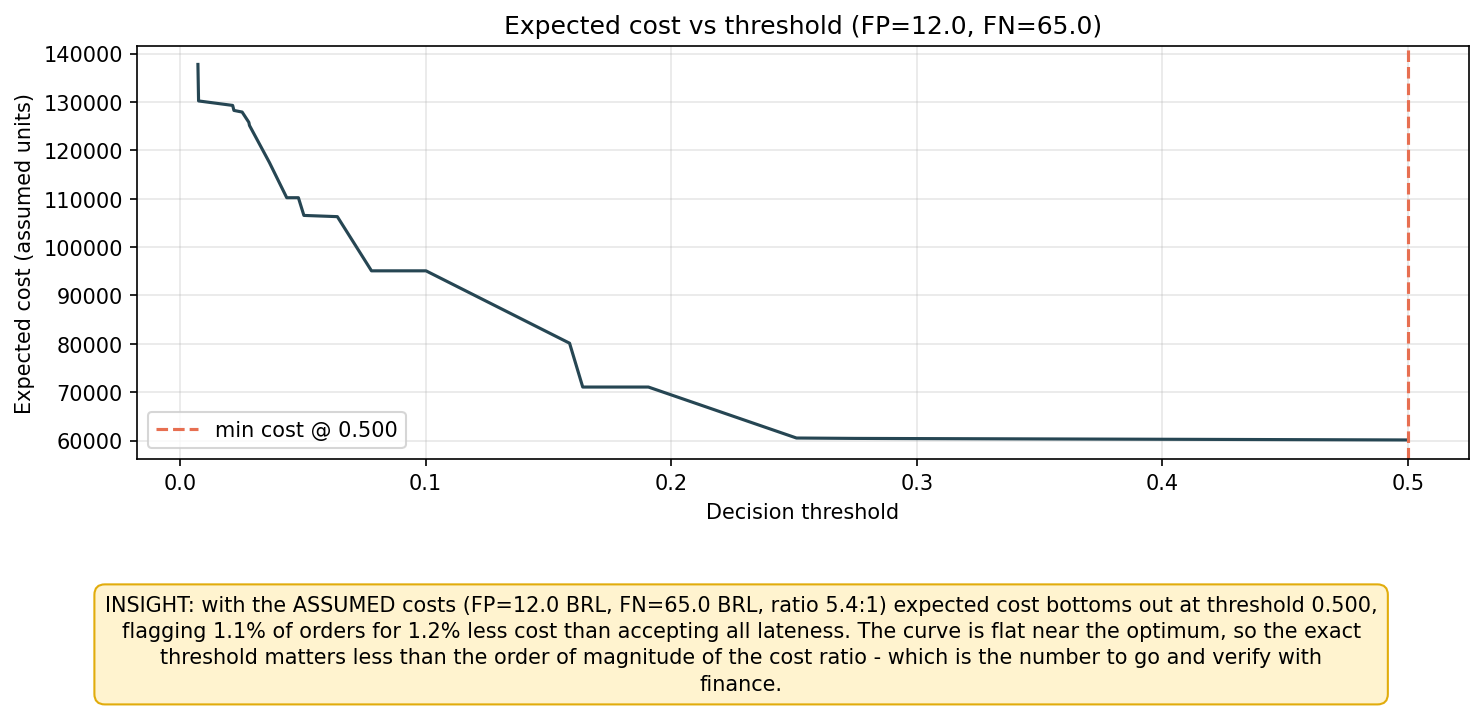 Expected cost vs threshold (FP=12.0, FN=65.0)
Expected cost (assumed units)
140000
130000
120000
110000
100000
90000
80000
70000
60000
min cost @ 0.500
0.0
0.1
0.2
0.3
0.4
0.5
Decision threshold
INSIGHT: with the ASSUMED costs (FP=12.0 BRL, FN=65.0 BRL, ratio 5.4:1) expected cost bottoms out at threshold 0.500,
flagging 1.1% of orders for 1.2% less cost than accepting all lateness. The curve is flat near the optimum, so the exact
threshold matters less than the order of magnitude of the cost ratio - which is the number to go and verify with
finance.